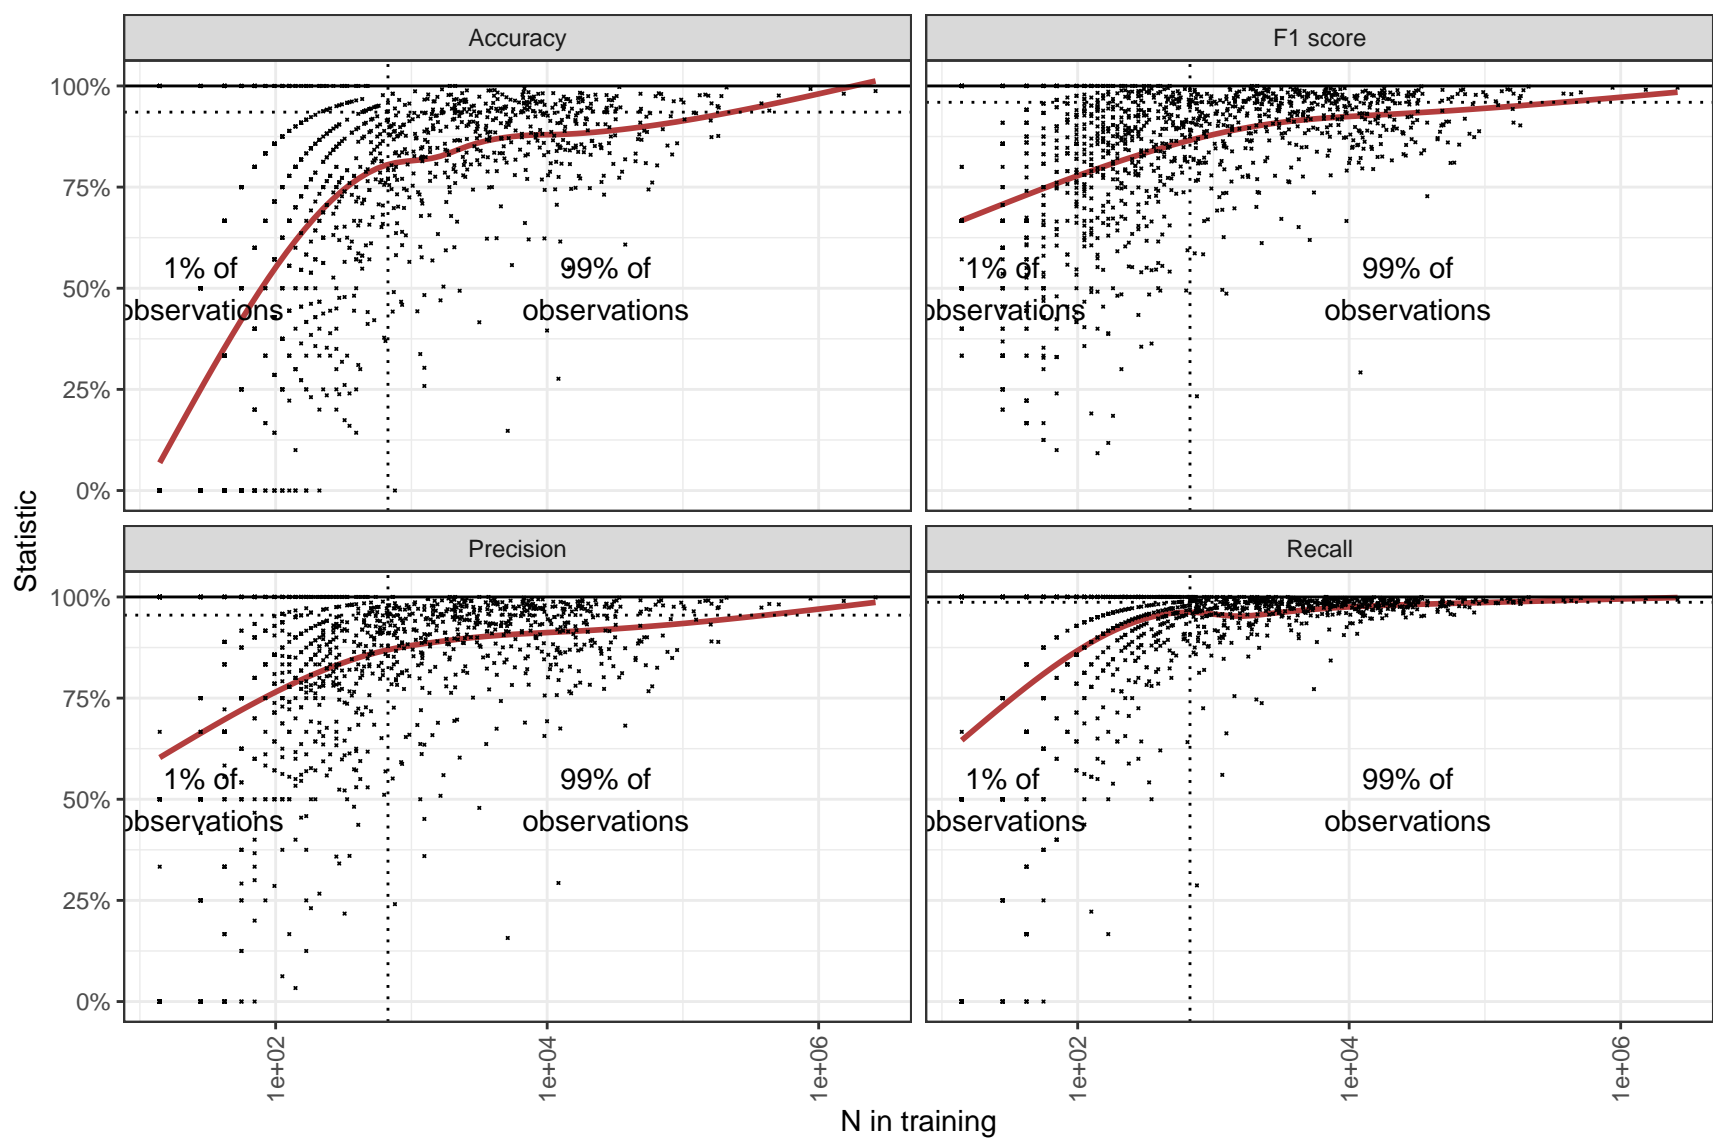 Accuracy
F1 score
100%
75%
50%
25%
0%
1% of
observations
99% of
observations
1% of
observations
99% of
observations
Statistic
Precision
Recall
100%
75%
50%
25%
0%
1% of
observations
99% of
observations
1% of
observations
99% of
observations
1e+02
1e+04
1e+06
1e+02
1e+04
1e+06
N in training